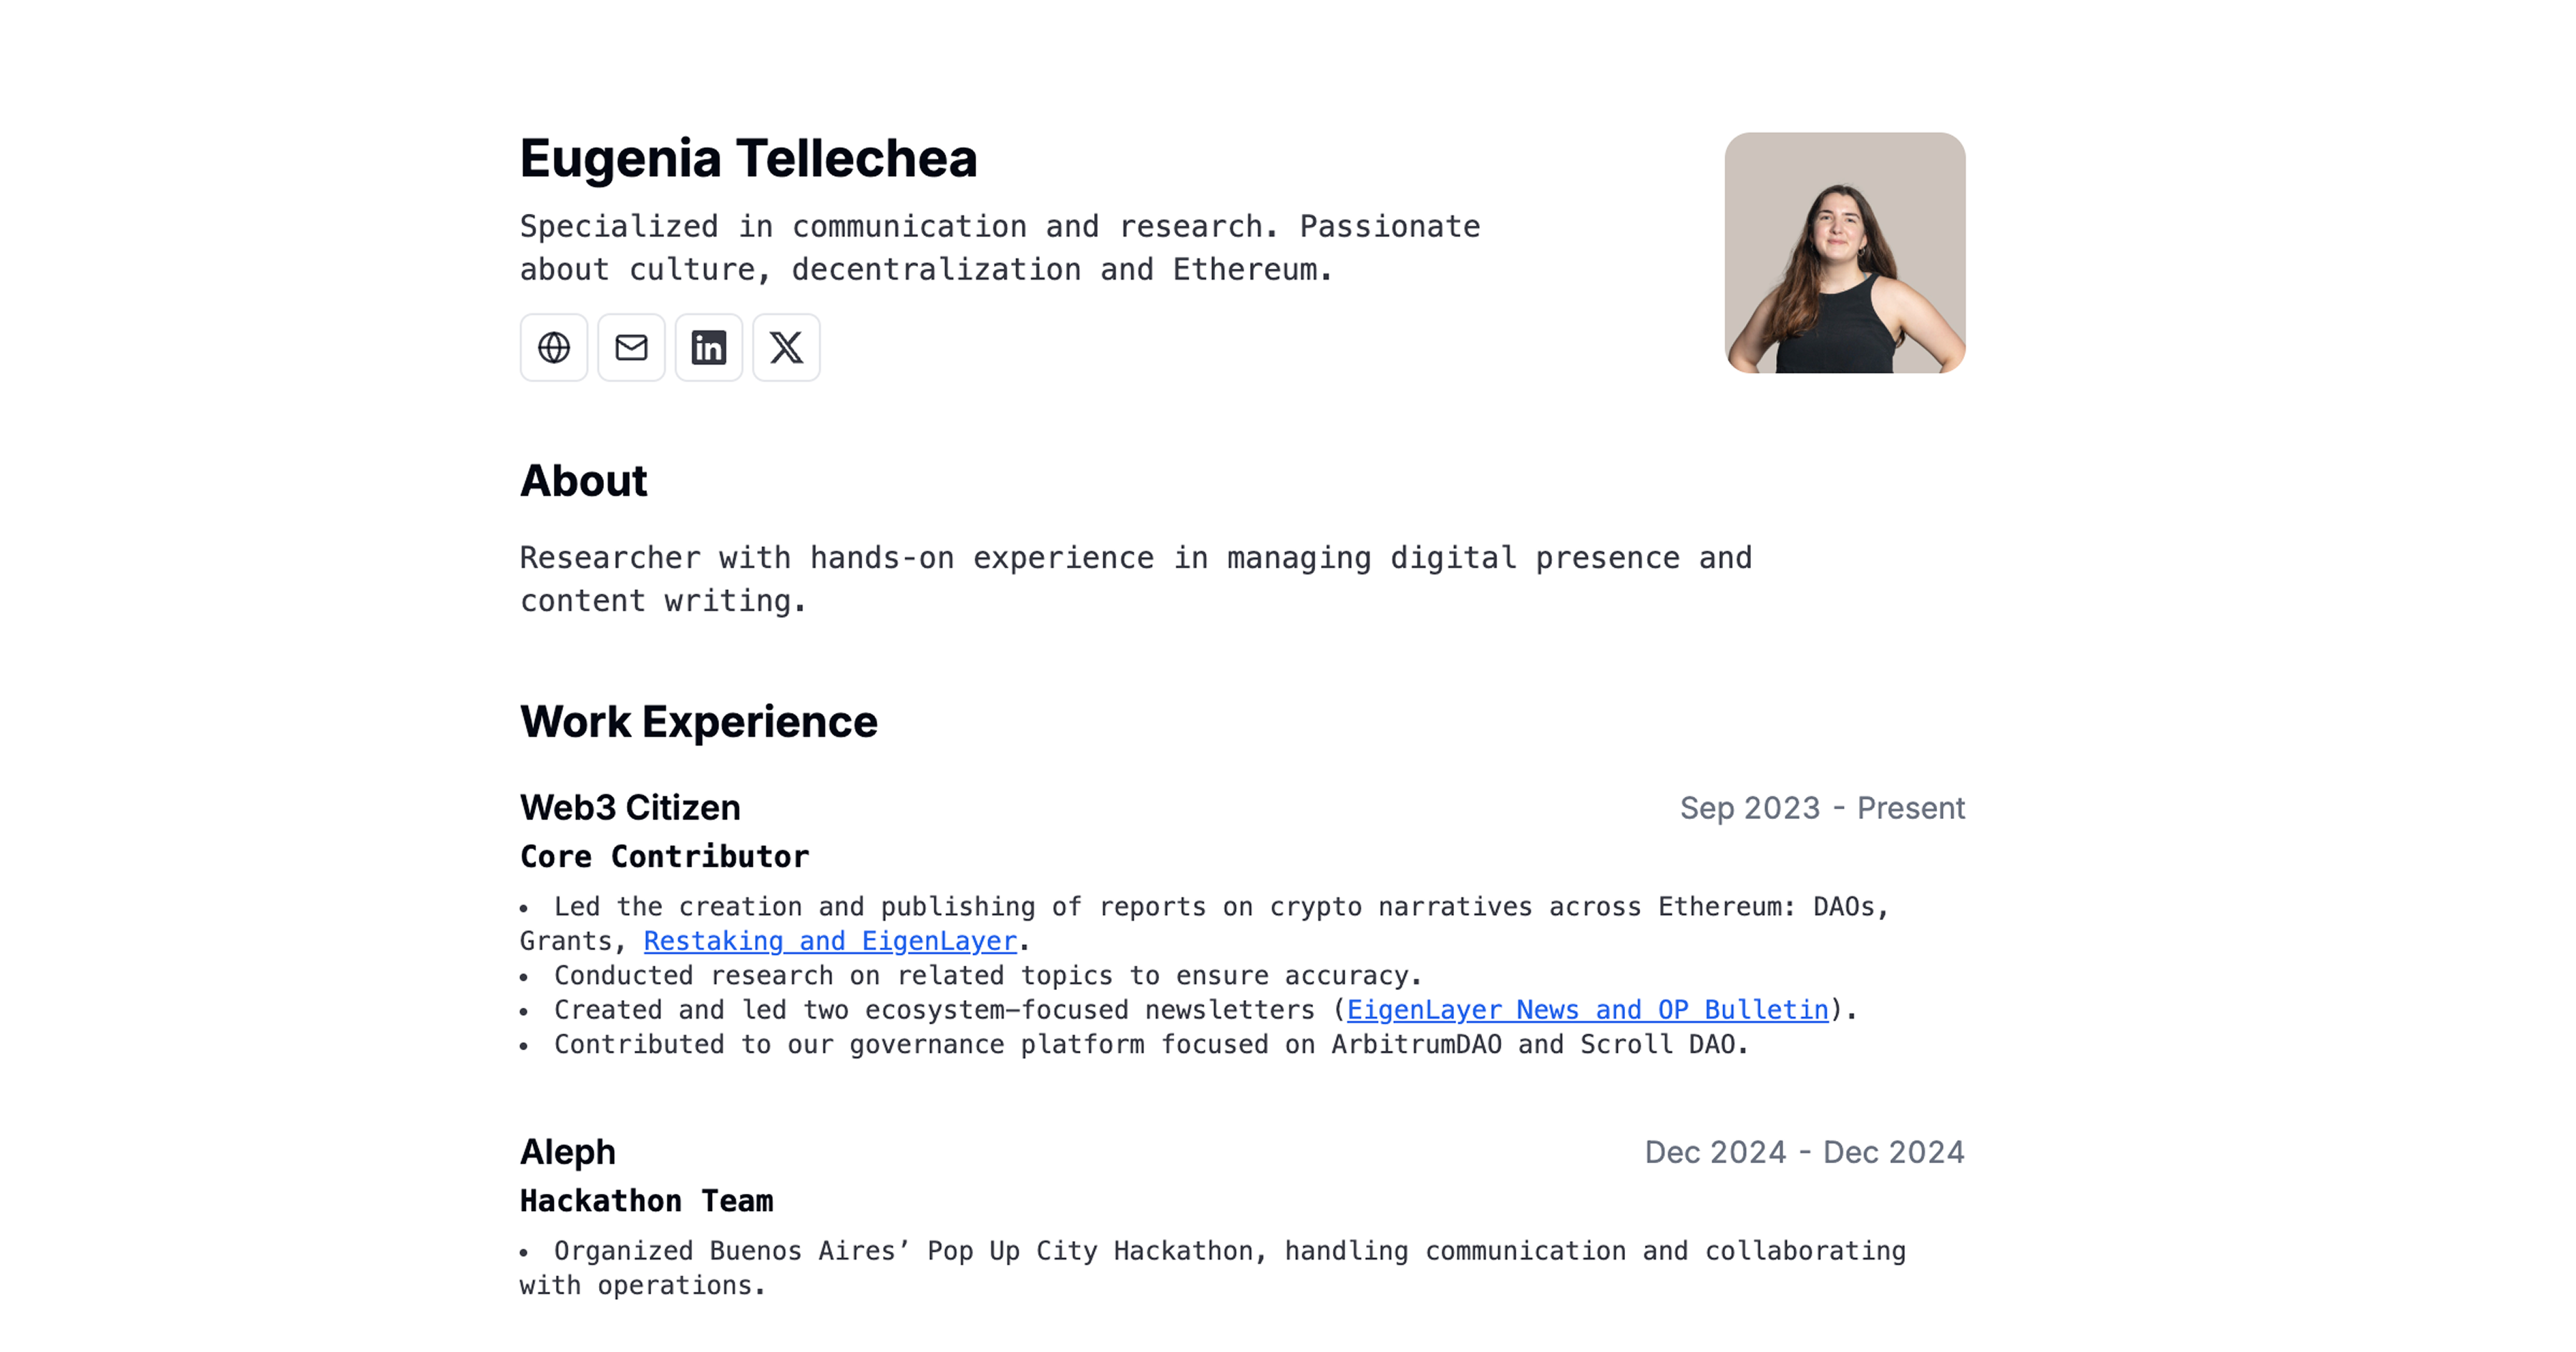 Eugenia Tellechea
Specialized in communication and research. Passionate
about culture, decentralization and Ethereum.
in
X
About
Researcher with hands-on experience in managing digital presence and
content writing.
Work Experience
Web3 Citizen Sep 2023 - Present
Core Contributor
• Led the creation and publishing of reports on crypto narratives across Ethereum: DAOs,
Grants, Restaking and EigenLayer.
• Conducted research on related topics to ensure accuracy.
• Created and led two ecosystem–focused newsletters (EigenLayer News and OP Bulletin).
• Contributed to our governance platform focused on ArbitrumDAO and Scroll DAO.
Aleph Dec 2024 - Dec 2024
Hackathon Team
• Organized Buenos Aires’ Pop Up City Hackathon, handling communication and collaborating
with operations.